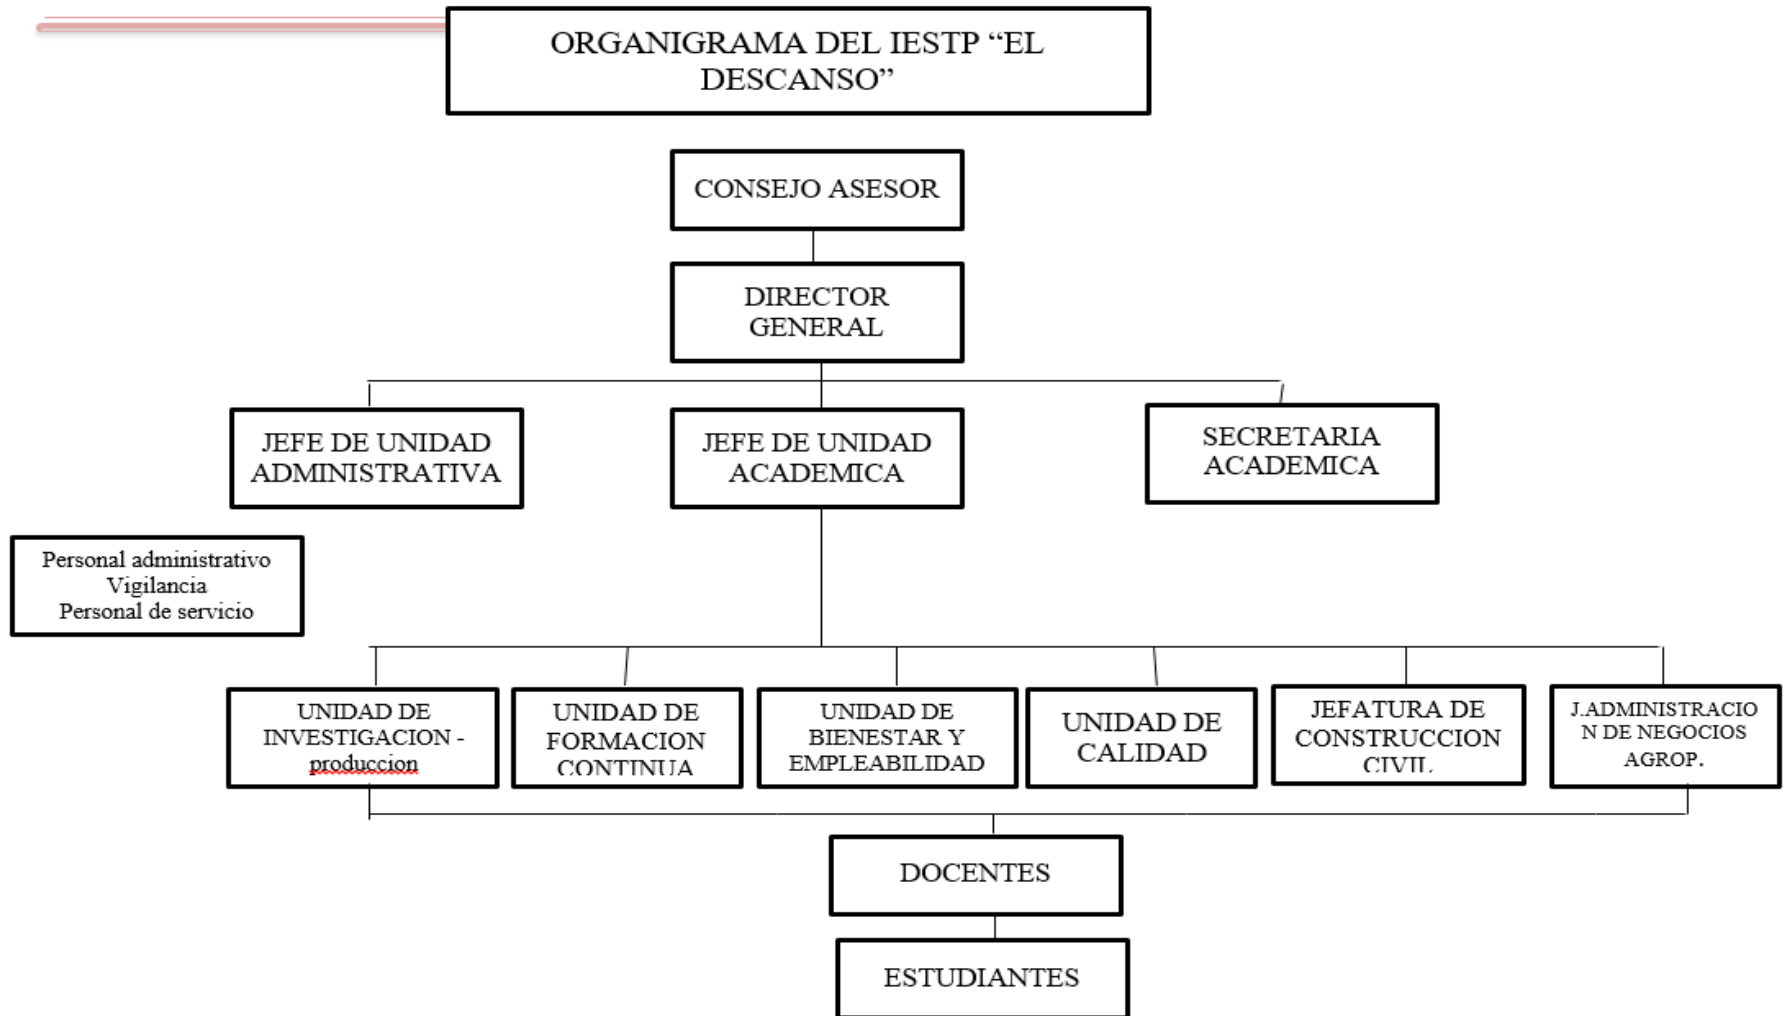 ORGANIGRAMA DEL IESTP “EL
DESCANSO”
CONSEJO ASESOR
DIRECTOR
GENERAL
JEFE DE UNIDAD
ADMINISTRATIVA
JEFE DE UNIDAD
ACADEMICA
SECRETARIA
ACADEMICA
Personal administrativo
Vigilancia
Personal de servicio
UNIDAD DE
INVESTIGACION -
produccion
UNIDAD DE
FORMACION
CONTINUA
UNIDAD DE
BIENESTAR Y
EMPLEABILIDAD
UNIDAD DE
CALIDAD
JEFATURA DE
CONSTRUCCION
CIVIL
J.ADMINISTRACIO
N DE NEGOCIOS
AGROP.
DOCENTES
ESTUDIANTES